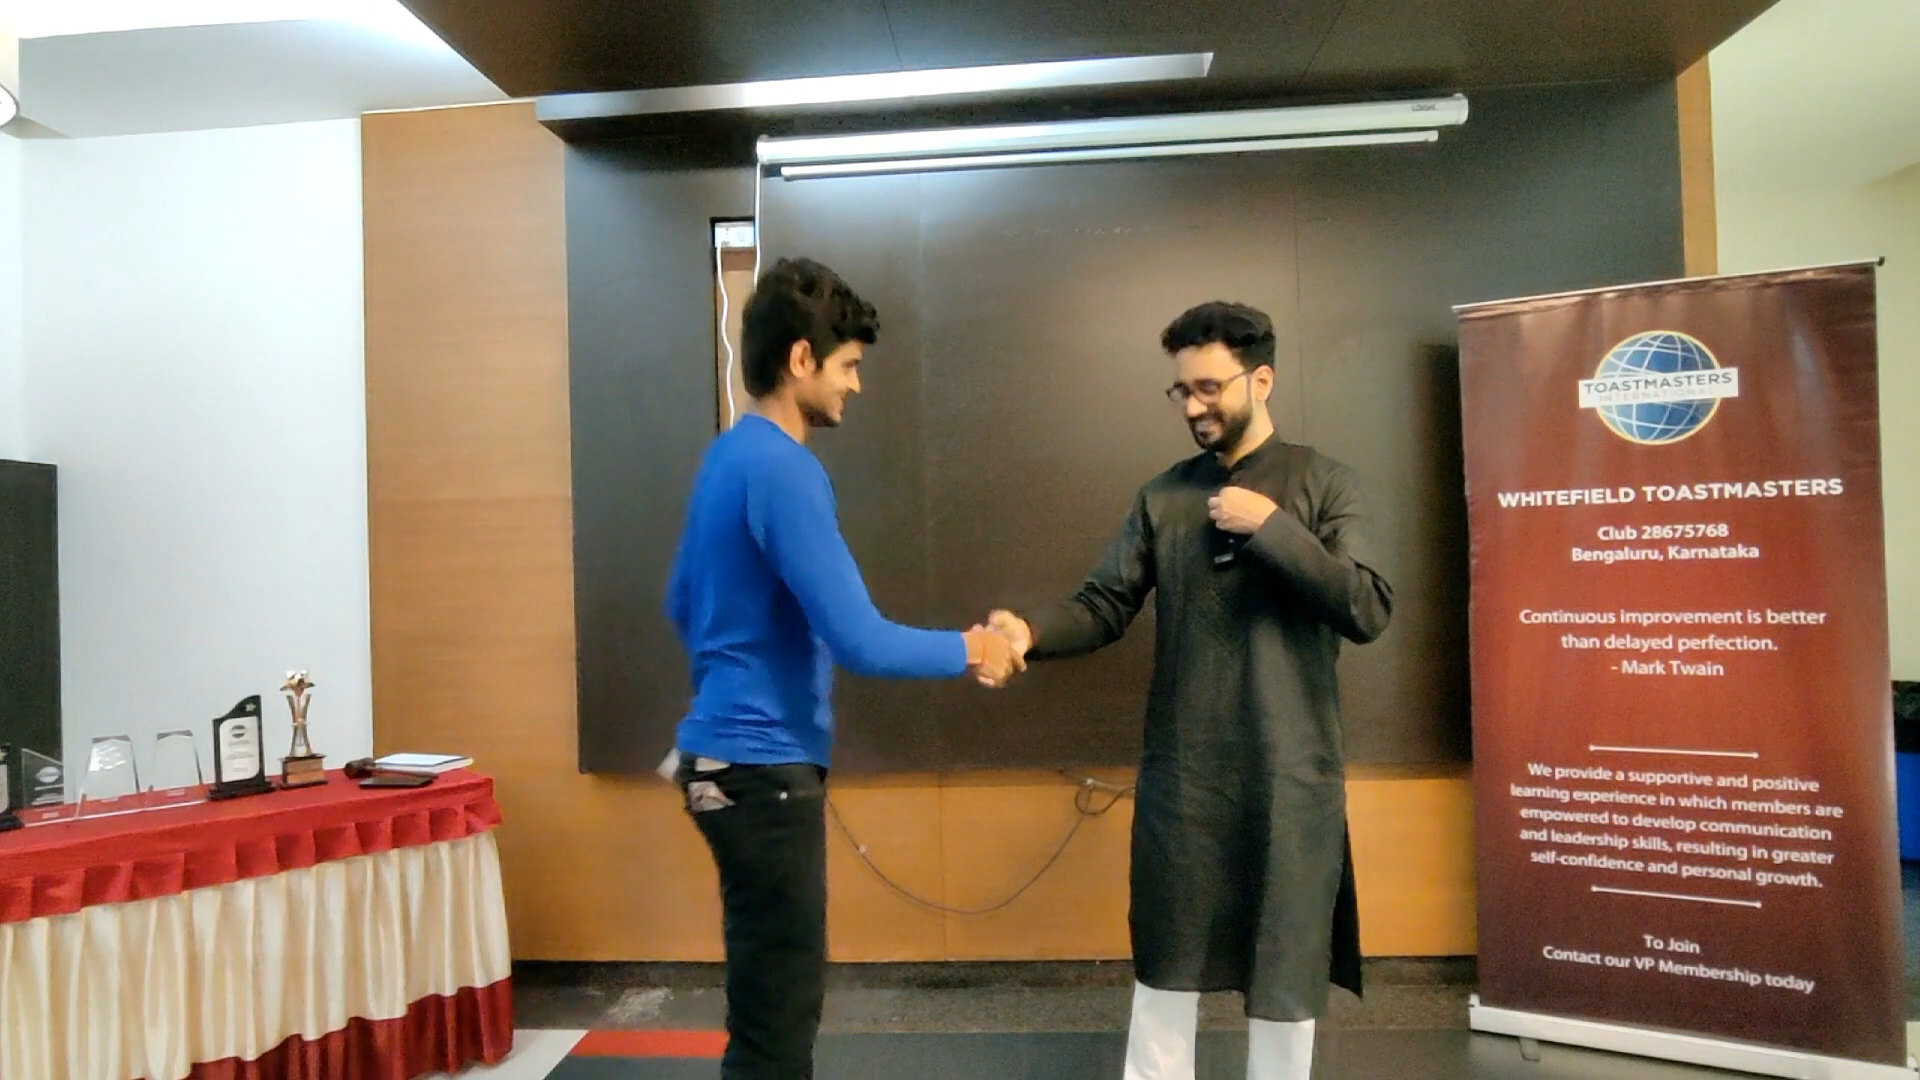 LOGIC
TOASTMASTERS
INTERNATIONAL
WHITEFIELD TOASTMASTERS
Club 28675768
Bengaluru, Karnataka
Continuous improvement is better
than delayed perfection.
- Mark Twain
We provide a supportive and positive
learning experience in which members are
empowered to develop communication
and leadership skills, resulting in greater
self-confidence and personal growth.
To Join
Contact our VP Membership today